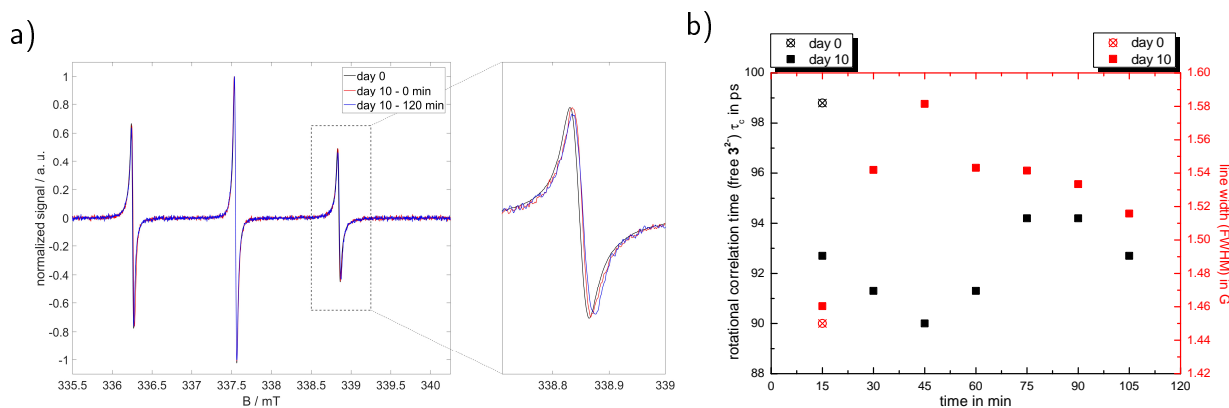 a)
day 0
day 10 - 0 min
day 10 - 120 min
normalized signal / a.u.
1
0.8
0.6
0.4
0.2
0
-0.2
-0.4
-0.6
-0.8
-1
335.5 336 336.5 337 337.5 338 338.5 339 339.5 340
B / mT
338.8 338.9 339
b)
day 0
day 10
day 0
day 10
rotational correlation time (free 3²⁻) τc in ps
100
98
96
94
92
90
line width (FWHM) in G
1.60
1.58
1.56
1.54
1.52
1.50
1.48
1.46
1.44
1.42
0 15 30 45 60 75 90 105 120
time in min